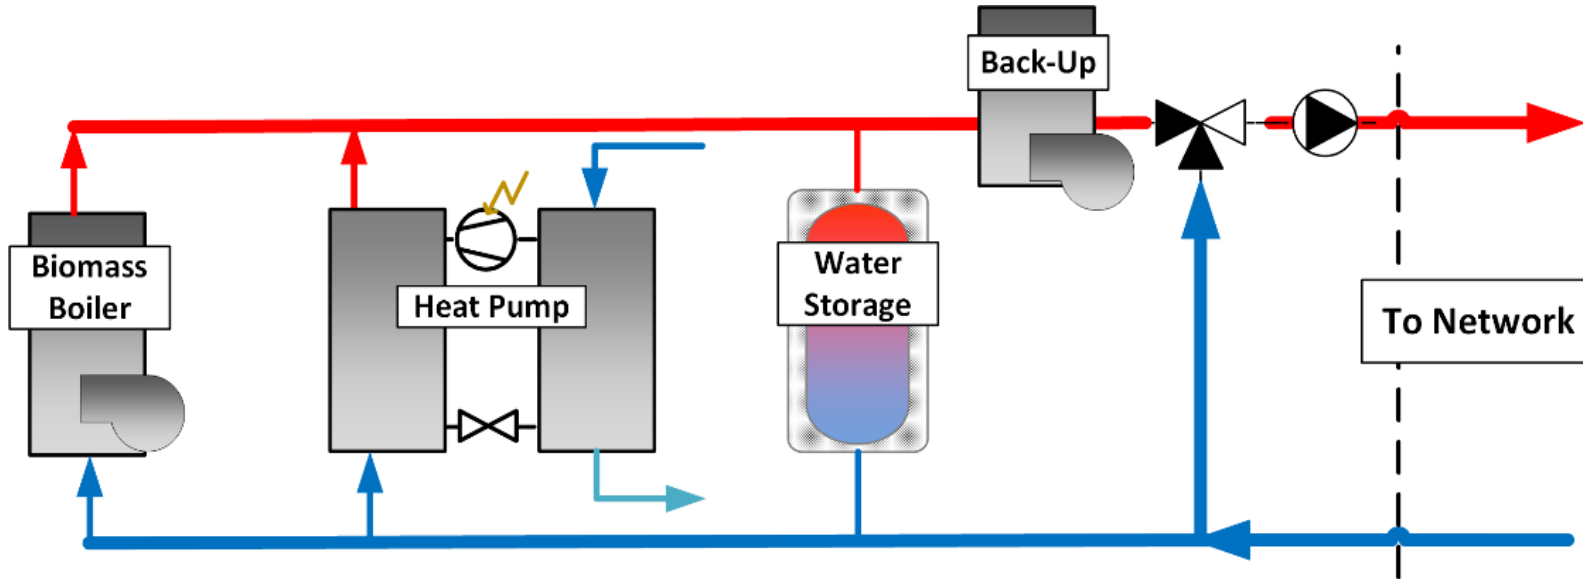 Back-Up
Biomass
Boiler
Heat Pump
Water
Storage
To Network